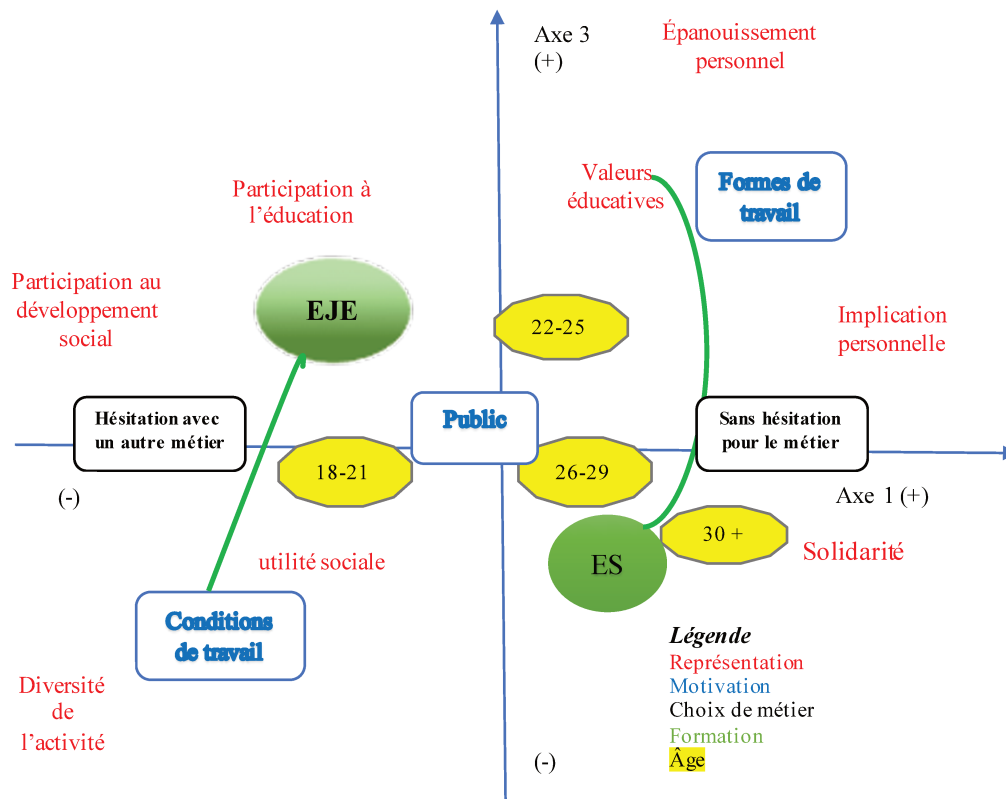 Axe 3
(+)
Épanouissement
personnel
Valeurs
éducatives
Formes de
travail
Participation à
l'éducation
Participation au
développement
social
EJE
22-25
Implication
personnelle
Hésitation avec
un autre métier
Public
Sans hésitation
pour le métier
18-21
26-29
(-)
Axe 1 (+)
30 +
Solidarité
utilité sociale
ES
Conditions
de travail
Diversité
de
l'activité
Légende
Représentation
Motivation
Choix de métier
Formation
Âge
(-)